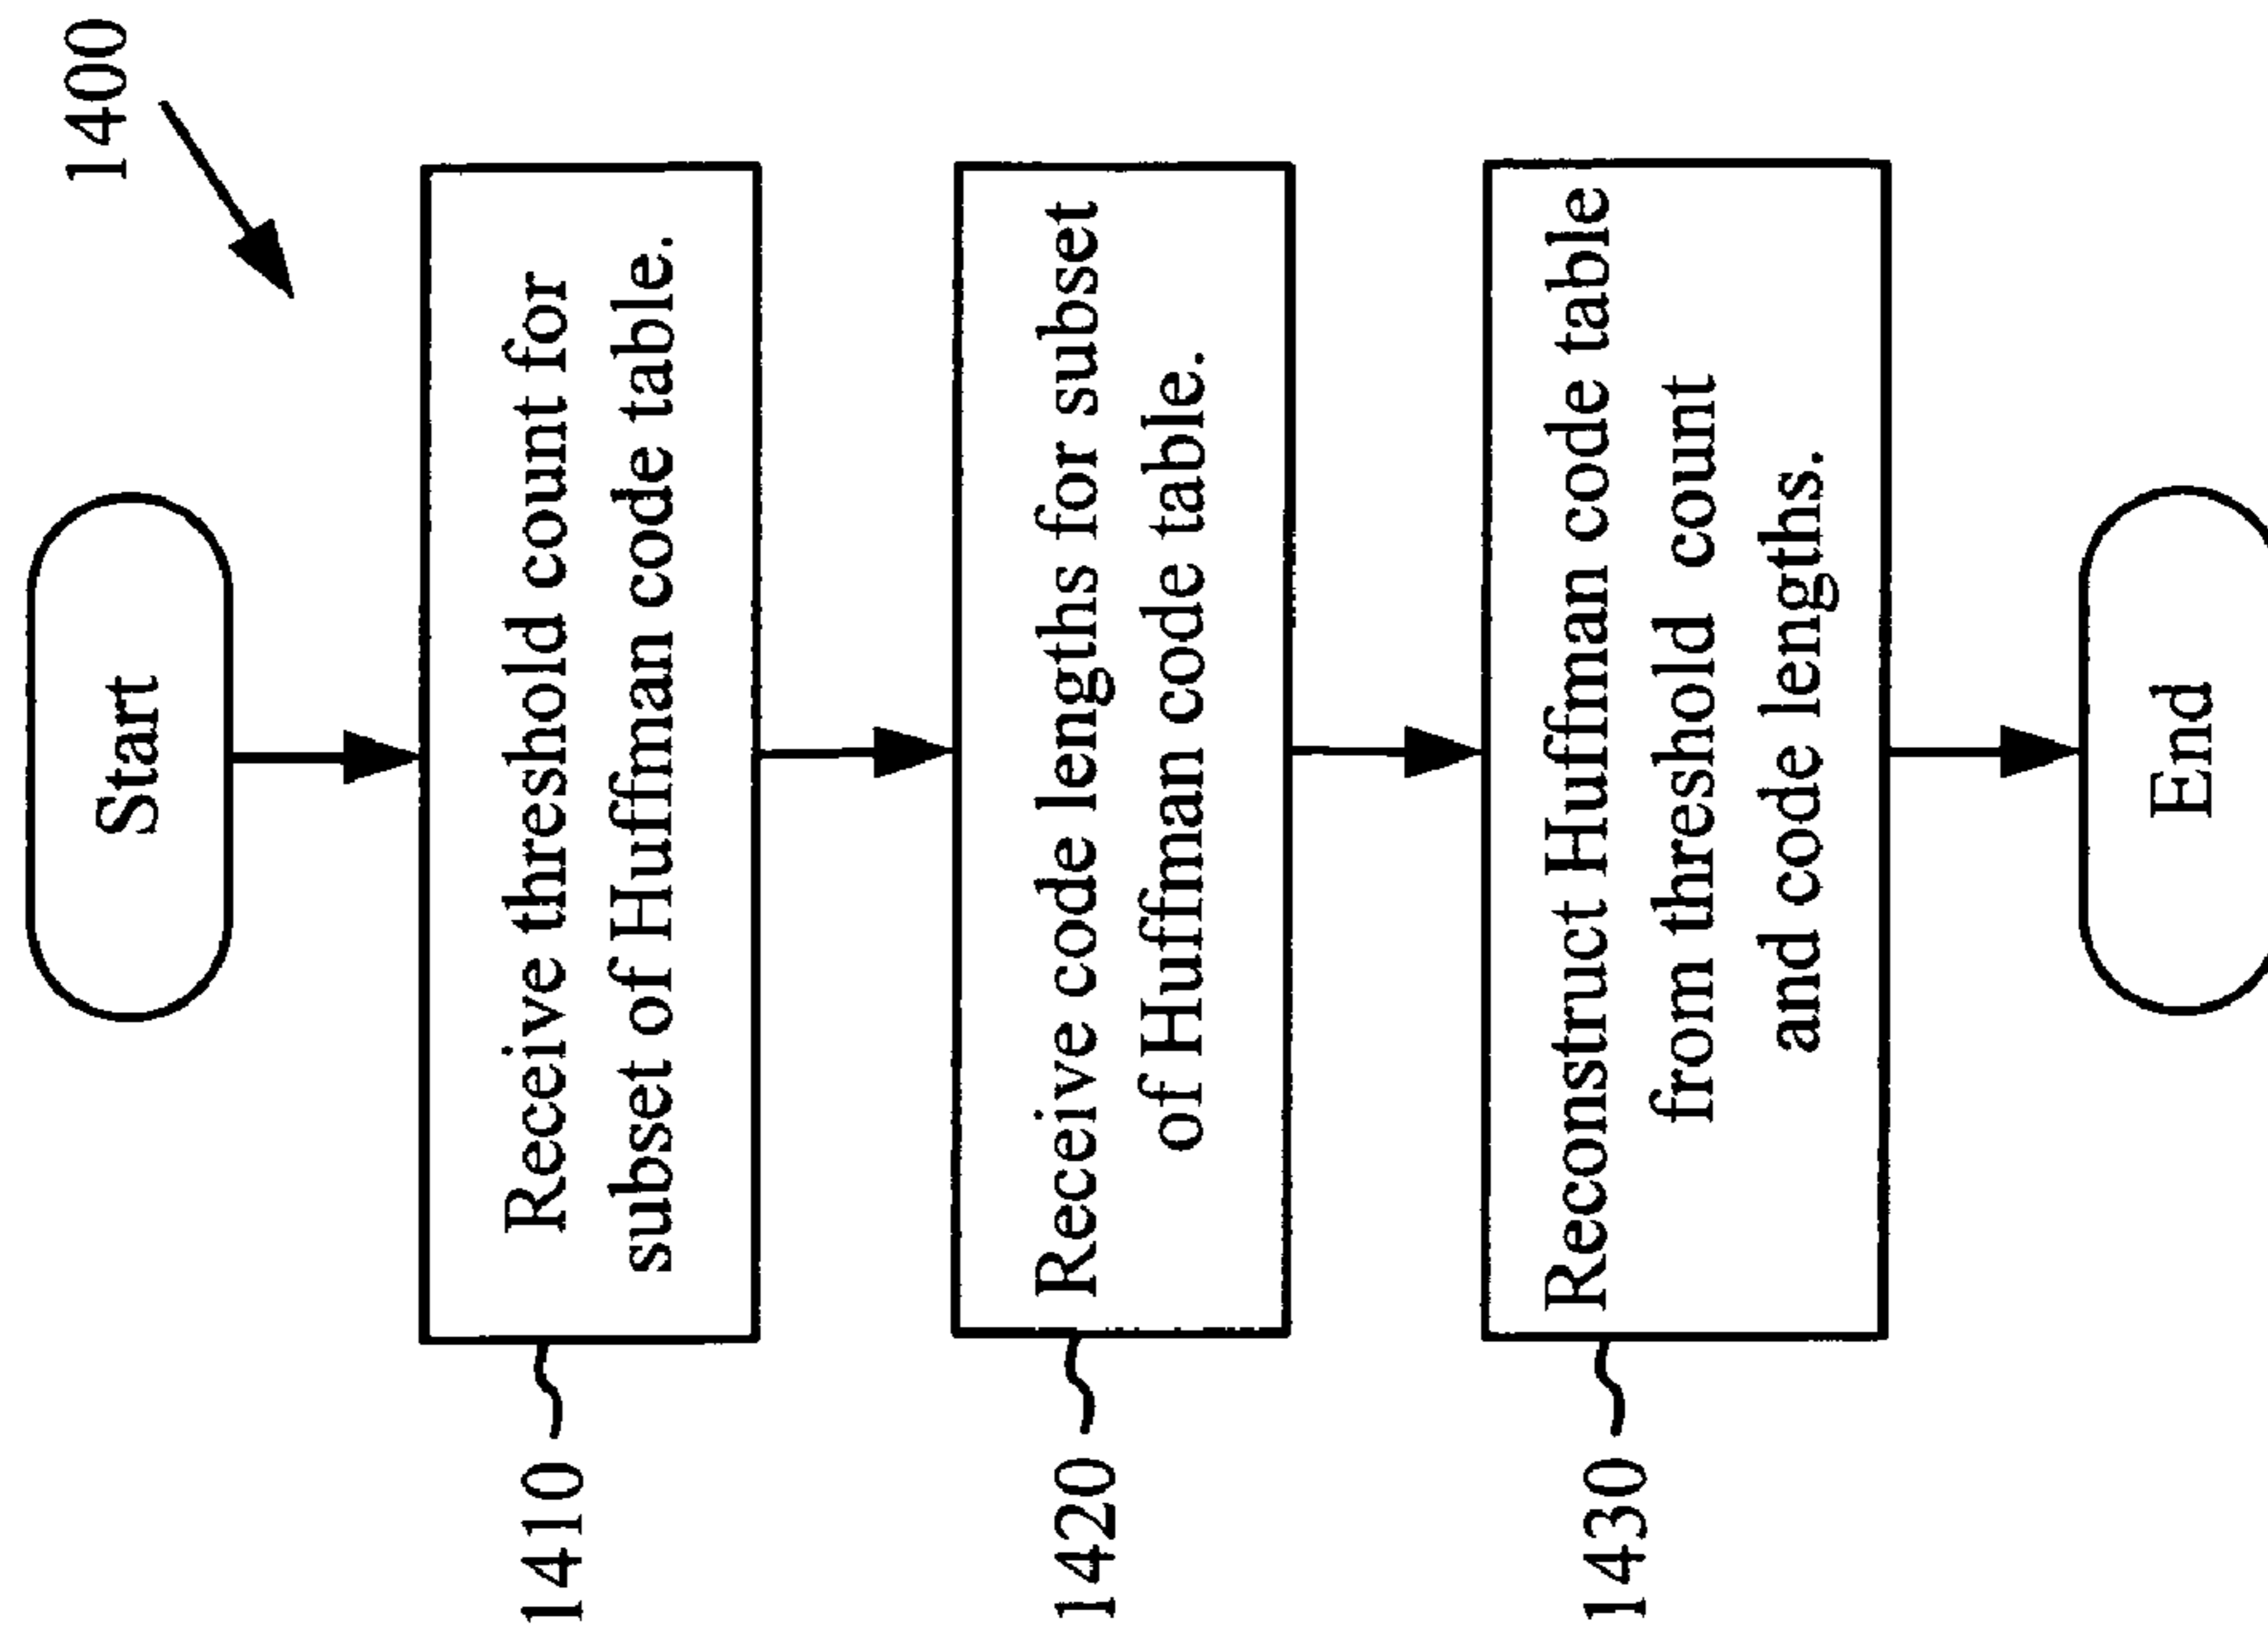 1400
Start
Receive threshold count for
subset of Huffman code table.
1410
Receive code lengths for subset
of Huffman code table.
1420
Reconstruct Huffman code table
from threshold count
and code lengths.
1430
End